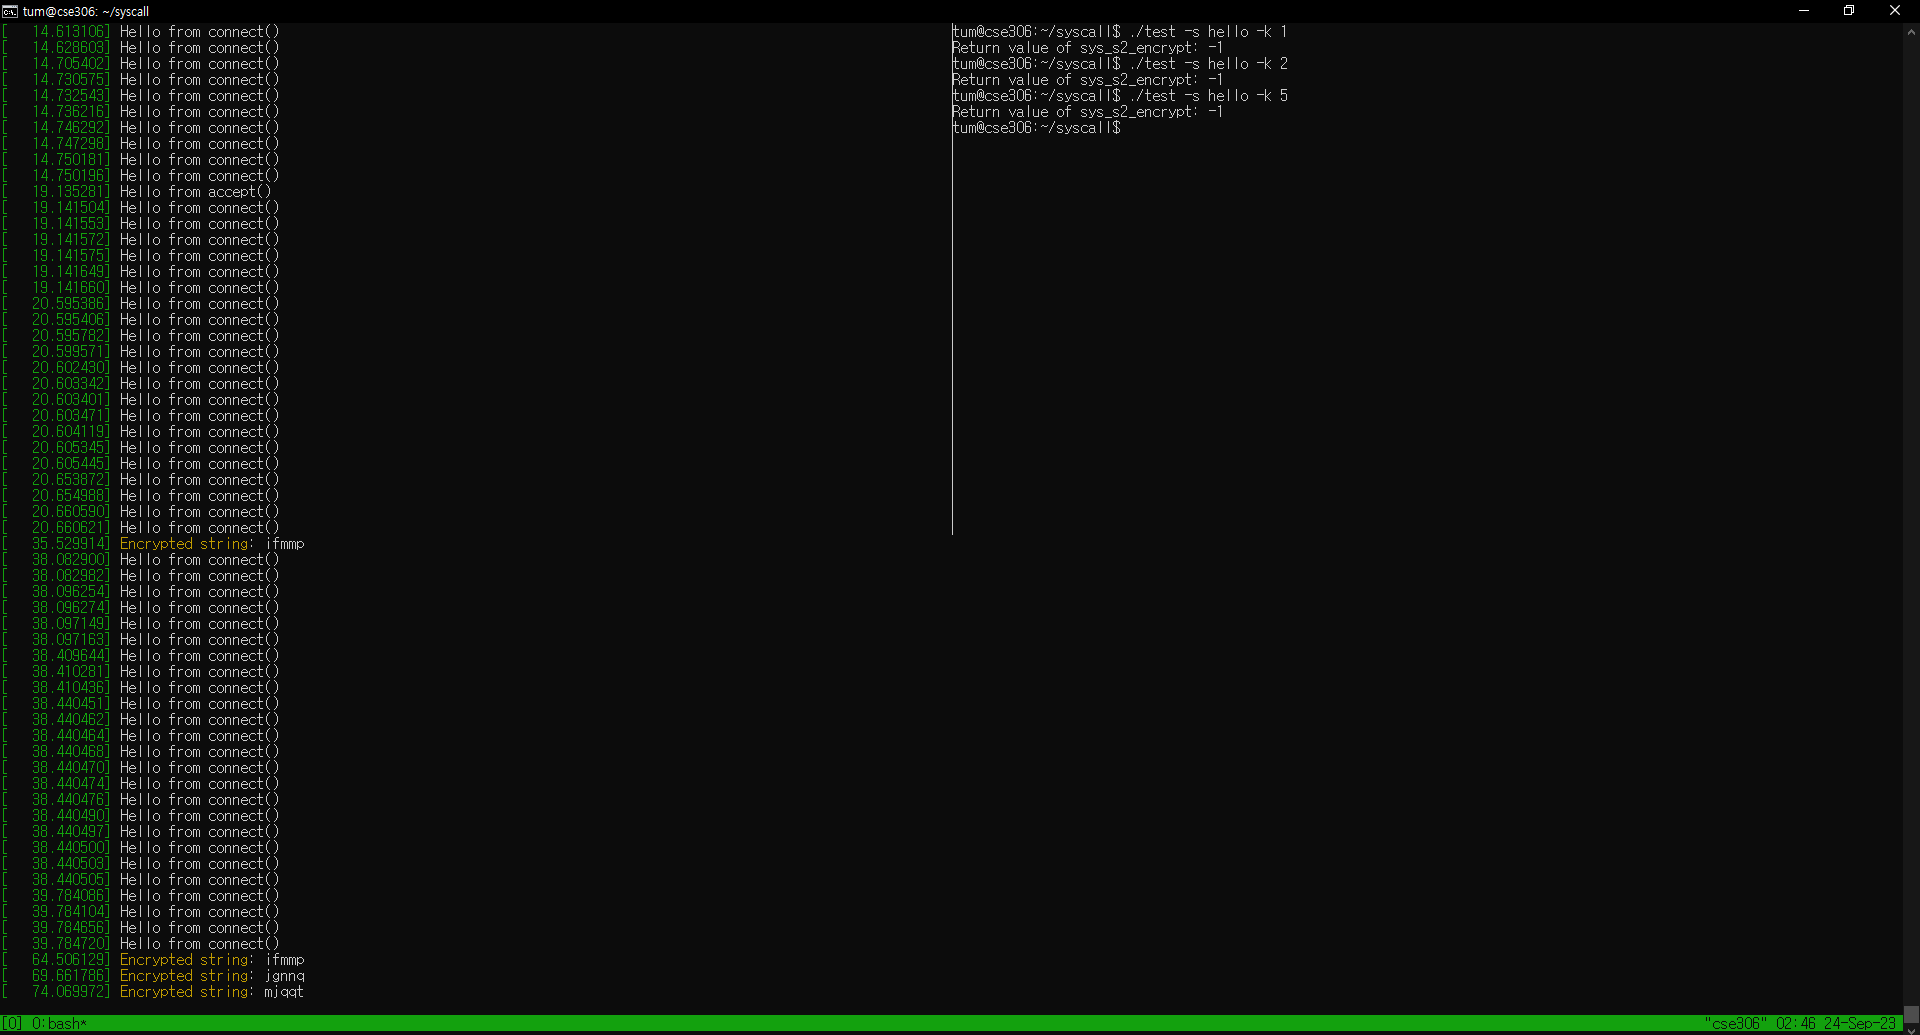 tum@cse306: ~/syscall
[   14.613106] Hello from connect()
[   14.628603] Hello from connect()
[   14.705402] Hello from connect()
[   14.730575] Hello from connect()
[   14.732543] Hello from connect()
[   14.736216] Hello from connect()
[   14.746292] Hello from connect()
[   14.747298] Hello from connect()
[   14.750181] Hello from connect()
[   14.750196] Hello from connect()
[   19.135281] Hello from accept()
[   19.141504] Hello from connect()
[   19.141553] Hello from connect()
[   19.141572] Hello from connect()
[   19.141575] Hello from connect()
[   19.141649] Hello from connect()
[   19.141660] Hello from connect()
[   20.595386] Hello from connect()
[   20.595406] Hello from connect()
[   20.595782] Hello from connect()
[   20.599571] Hello from connect()
[   20.602430] Hello from connect()
[   20.603342] Hello from connect()
[   20.603401] Hello from connect()
[   20.603471] Hello from connect()
[   20.604119] Hello from connect()
[   20.605345] Hello from connect()
[   20.605445] Hello from connect()
[   20.653872] Hello from connect()
[   20.654988] Hello from connect()
[   20.660590] Hello from connect()
[   20.660621] Hello from connect()
[   35.529914] Encrypted string: ifmmp
[   38.082900] Hello from connect()
[   38.082982] Hello from connect()
[   38.096254] Hello from connect()
[   38.096274] Hello from connect()
[   38.097149] Hello from connect()
[   38.097163] Hello from connect()
[   38.409644] Hello from connect()
[   38.410281] Hello from connect()
[   38.410436] Hello from connect()
[   38.440451] Hello from connect()
[   38.440462] Hello from connect()
[   38.440464] Hello from connect()
[   38.440468] Hello from connect()
[   38.440470] Hello from connect()
[   38.440474] Hello from connect()
[   38.440476] Hello from connect()
[   38.440490] Hello from connect()
[   38.440497] Hello from connect()
[   38.440500] Hello from connect()
[   38.440503] Hello from connect()
[   38.440505] Hello from connect()
[   39.784086] Hello from connect()
[   39.784104] Hello from connect()
[   39.784656] Hello from connect()
[   39.784720] Hello from connect()
[   64.506129] Encrypted string: ifmmp
[   69.661786] Encrypted string: jgnnq
[   74.069972] Encrypted string: mjqqt
tum@cse306:~/syscall$ ./test -s hello -k 1
Return value of sys_s2_encrypt: -1
tum@cse306:~/syscall$ ./test -s hello -k 2
Return value of sys_s2_encrypt: -1
tum@cse306:~/syscall$ ./test -s hello -k 5
Return value of sys_s2_encrypt: -1
tum@cse306:~/syscall$
[0] 0:bash*
"cse306" 02:46 24-Sep-23